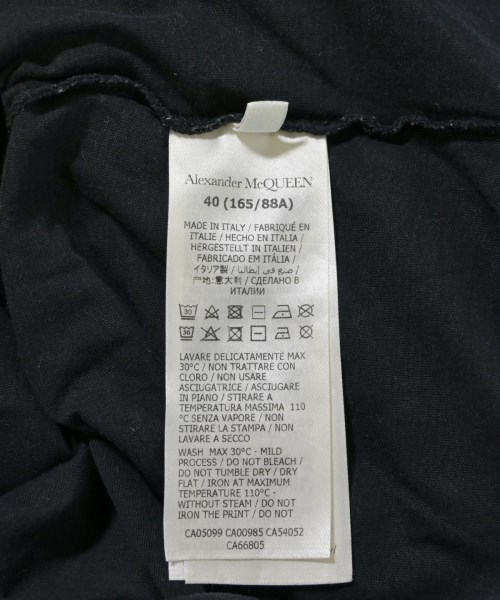 Alexander McQUEEN
40 (165/88A)
MADE IN ITALY / FABRIQUÉ EN
ITALIE / HECHO EN ITALIA /
HERGESTELLT IN ITALIEN /
FABRICADO EM ITÁLIA /
イタリア製 / صنع في إيطاليا /
产地:意大利 / СДЕЛАНО В
ИТАЛИИ
30
30
LAVARE DELICATAMENTE MAX
30°C / NON TRATTARE CON
CLORO / NON USARE
ASCIUGATRICE / ASCIUGARE
IN PIANO / STIRARE A
TEMPERATURA MASSIMA 110
°C SENZA VAPORE / NON
STIRARE LA STAMPA / NON
LAVARE A SECCO
WASH MAX 30°C - MILD
PROCESS / DO NOT BLEACH /
DO NOT TUMBLE DRY / DRY
FLAT / IRON AT MAXIMUM
TEMPERATURE 110°C -
WITHOUT STEAM / DO NOT
IRON THE PRINT / DO NOT
CA05099 CA00985 CA54052
CA66805